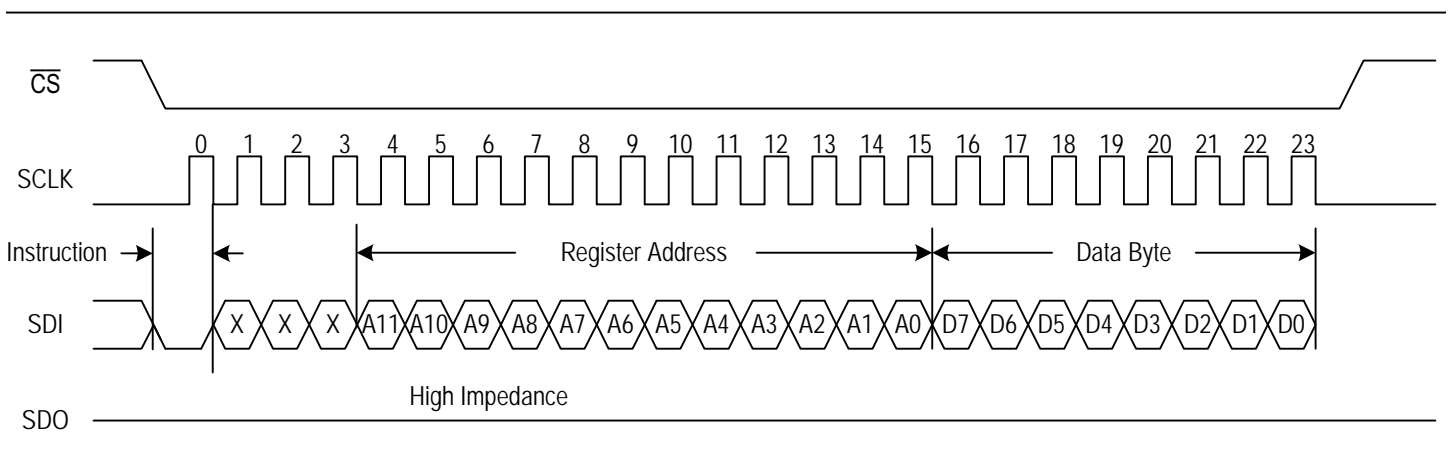 CS
0 1 2 3 4 5 6 7 8 9 10 11 12 13 14 15 16 17 18 19 20 21 22 23
SCLK
Instruction Register Address Data Byte
SDI X X X A11 A10 A9 A8 A7 A6 A5 A4 A3 A2 A1 A0 D7 D6 D5 D4 D3 D2 D1 D0
High Impedance
SDO